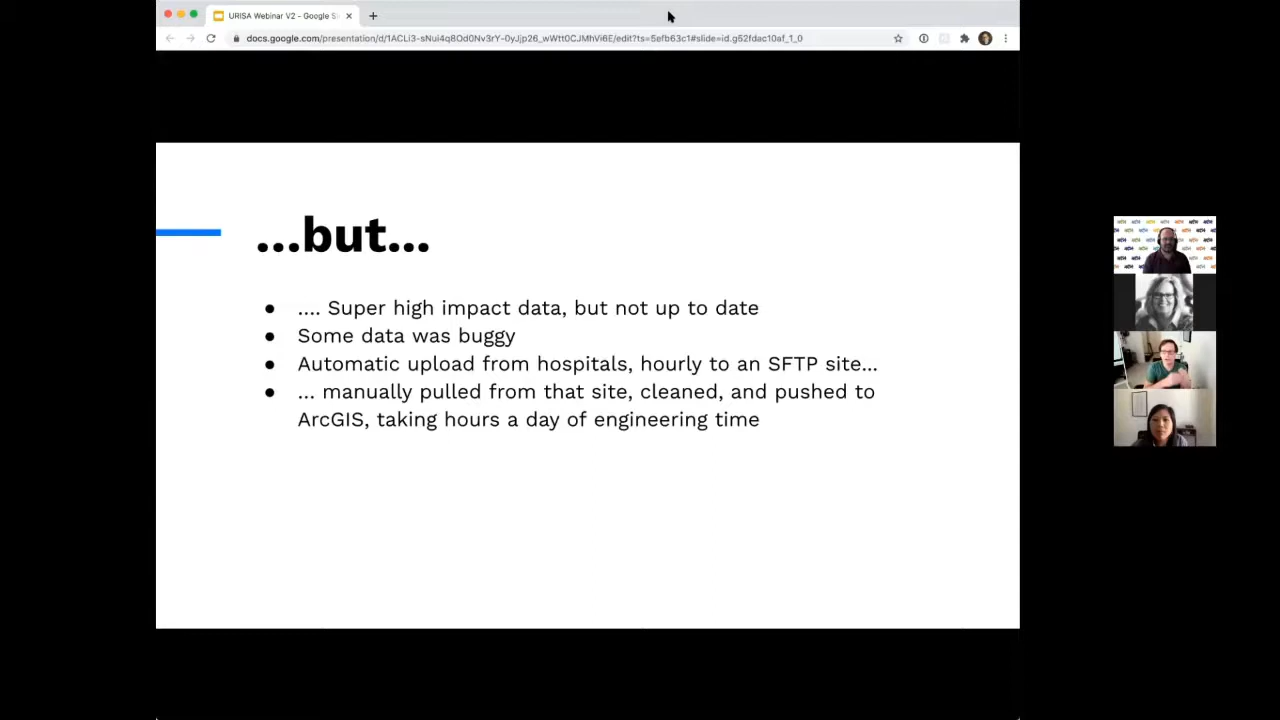 URISA Webinar V2 - Google S
docs.google.com/presentation/d/1ACLi3-sNui4q8Od0Nv3rY-0yJjp26_wWtt0CJMhVi6E/edit?ts=5efb63c1#slide=id.g52fdac10af_1_0
...but...
● .... Super high impact data, but not up to date
● Some data was buggy
● Automatic upload from hospitals, hourly to an SFTP site...
● ... manually pulled from that site, cleaned, and pushed to
ArcGIS, taking hours a day of engineering time